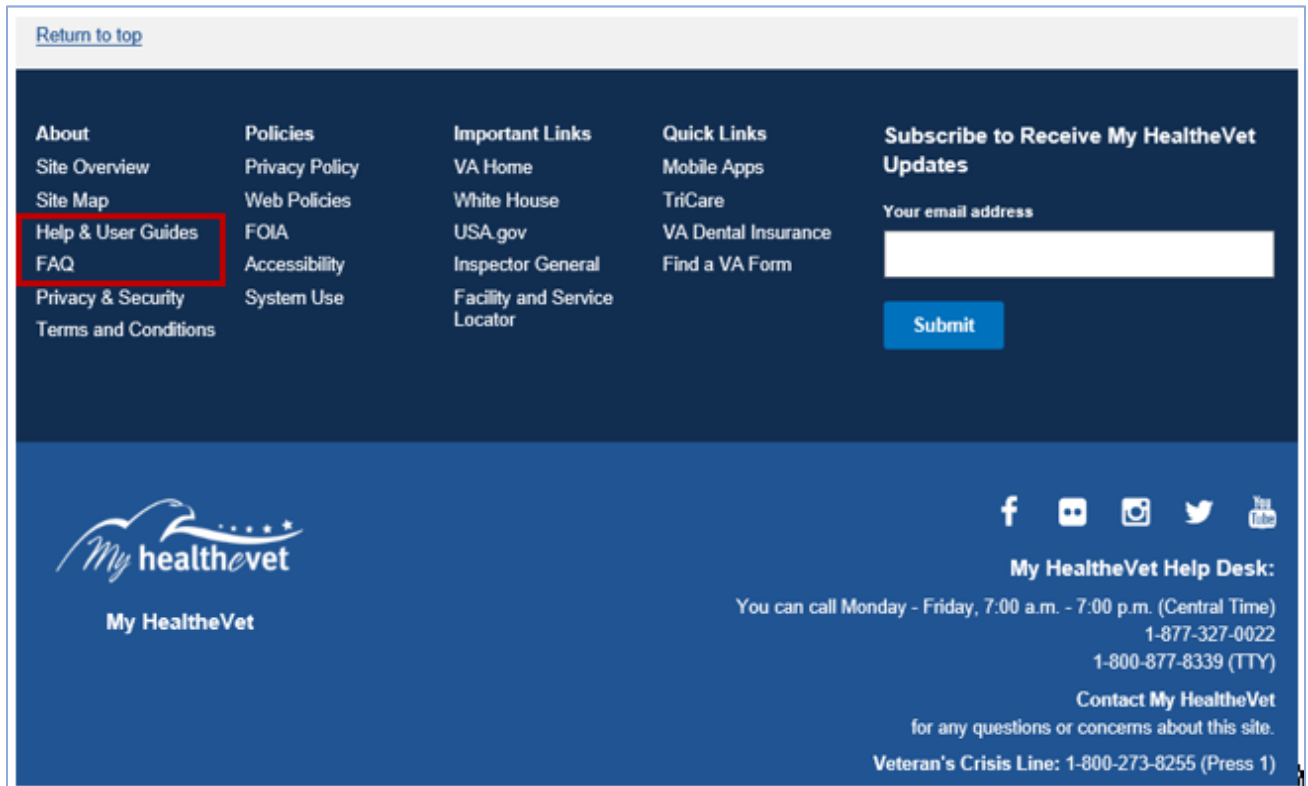 Return to top
About
Site Overview
Site Map
Help & User Guides
FAQ
Privacy & Security
Terms and Conditions
Policies
Privacy Policy
Web Policies
FOIA
Accessibility
System Use
Important Links
VA Home
White House
USA.gov
Inspector General
Facility and Service
Locator
Quick Links
Mobile Apps
TriCare
VA Dental Insurance
Find a VA Form
Subscribe to Receive My HealtheVet
Updates
Your email address
Submit
My healthevet
My HealtheVet
f
You
Tube
My HealtheVet Help Desk:
You can call Monday - Friday, 7:00 a.m. - 7:00 p.m. (Central Time)
1-877-327-0022
1-800-877-8339 (TTY)
Contact My HealtheVet
for any questions or concerns about this site.
Veteran's Crisis Line: 1-800-273-8255 (Press 1)